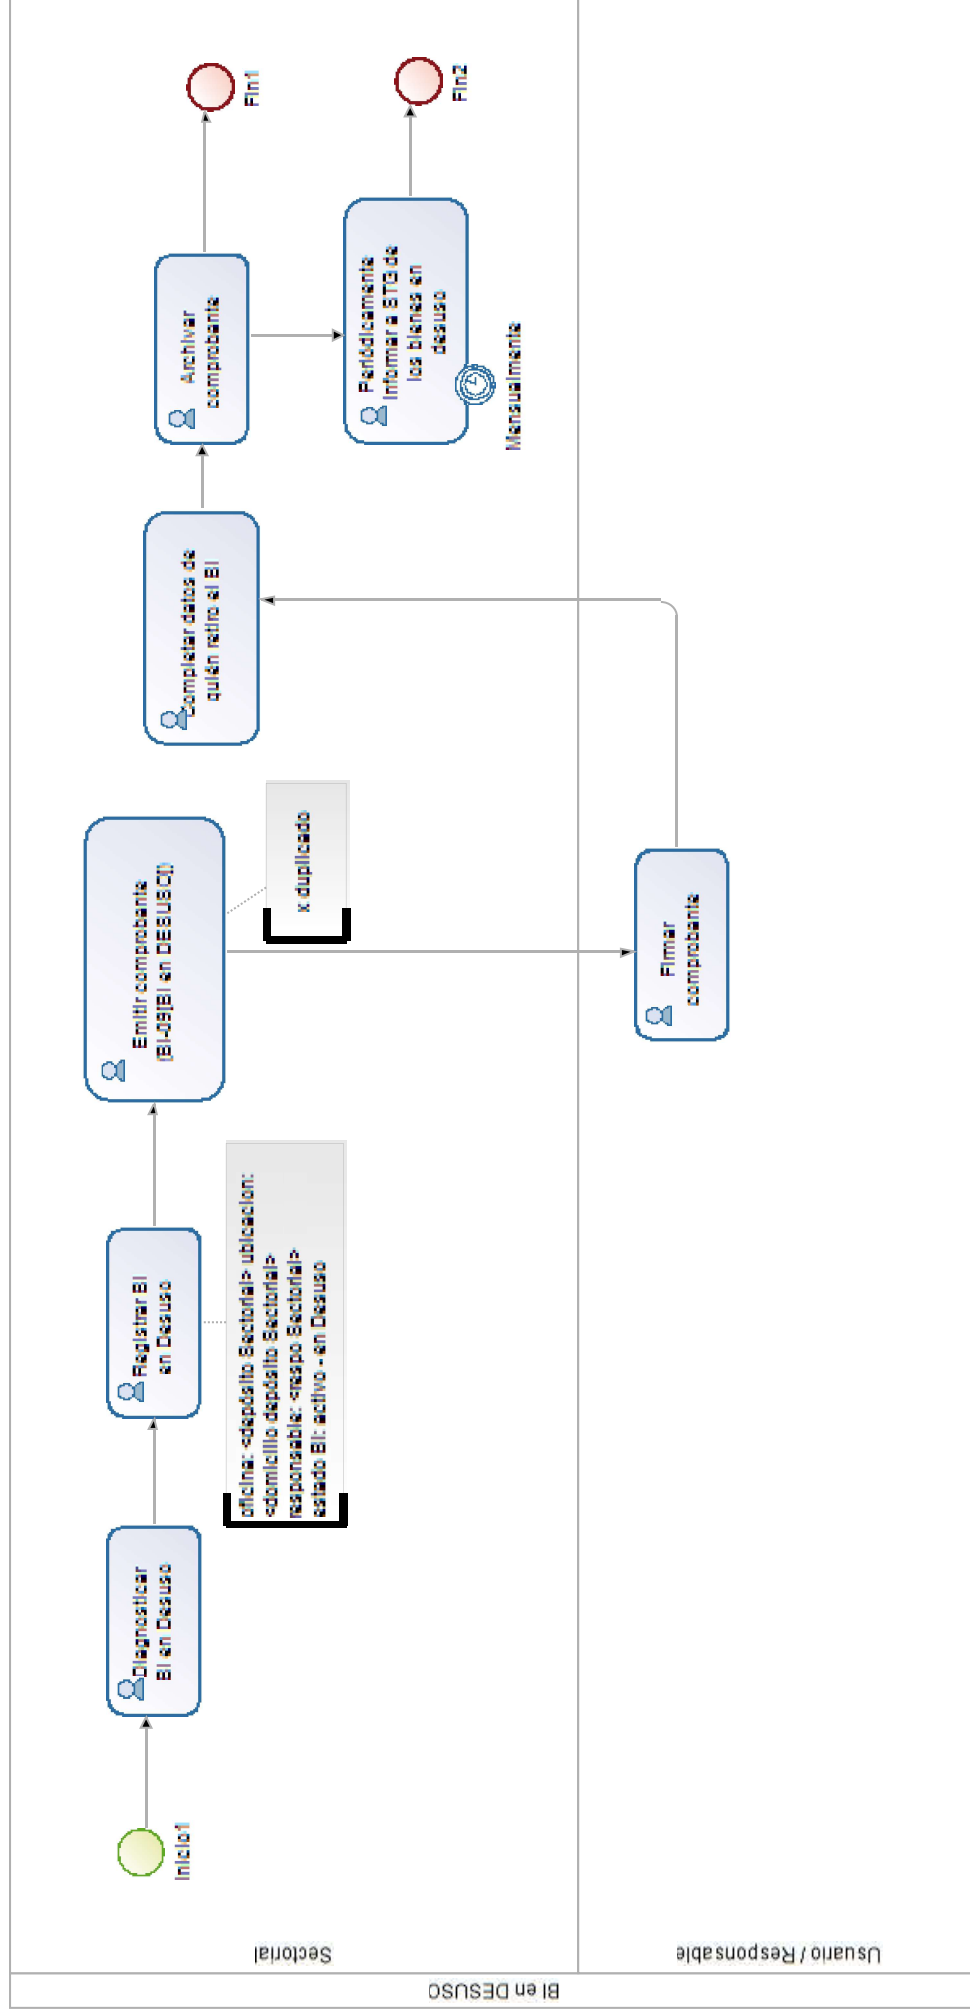 BI en DESUSO
Sectorial
Usuario / Responsable
Inicio1
Diagnosticar
BI en Desuso
Registrar BI
en Desuso
oficina: <depósito Sectorial> ubicacion:
<domicilio depósito Sectorial>
responsable: <respo Sectorial>
estado BI: activo - en Desuso
Emitir comprobante
(BI-09[BI en DESUSO])
x duplicado
Firmar
comprobante
Completar datos de
quién retiro el BI
Archivar
comprobante
Periódicamente
Informar a STG de
los bienes en
desuso
Mensualmente
Fin1
Fin2